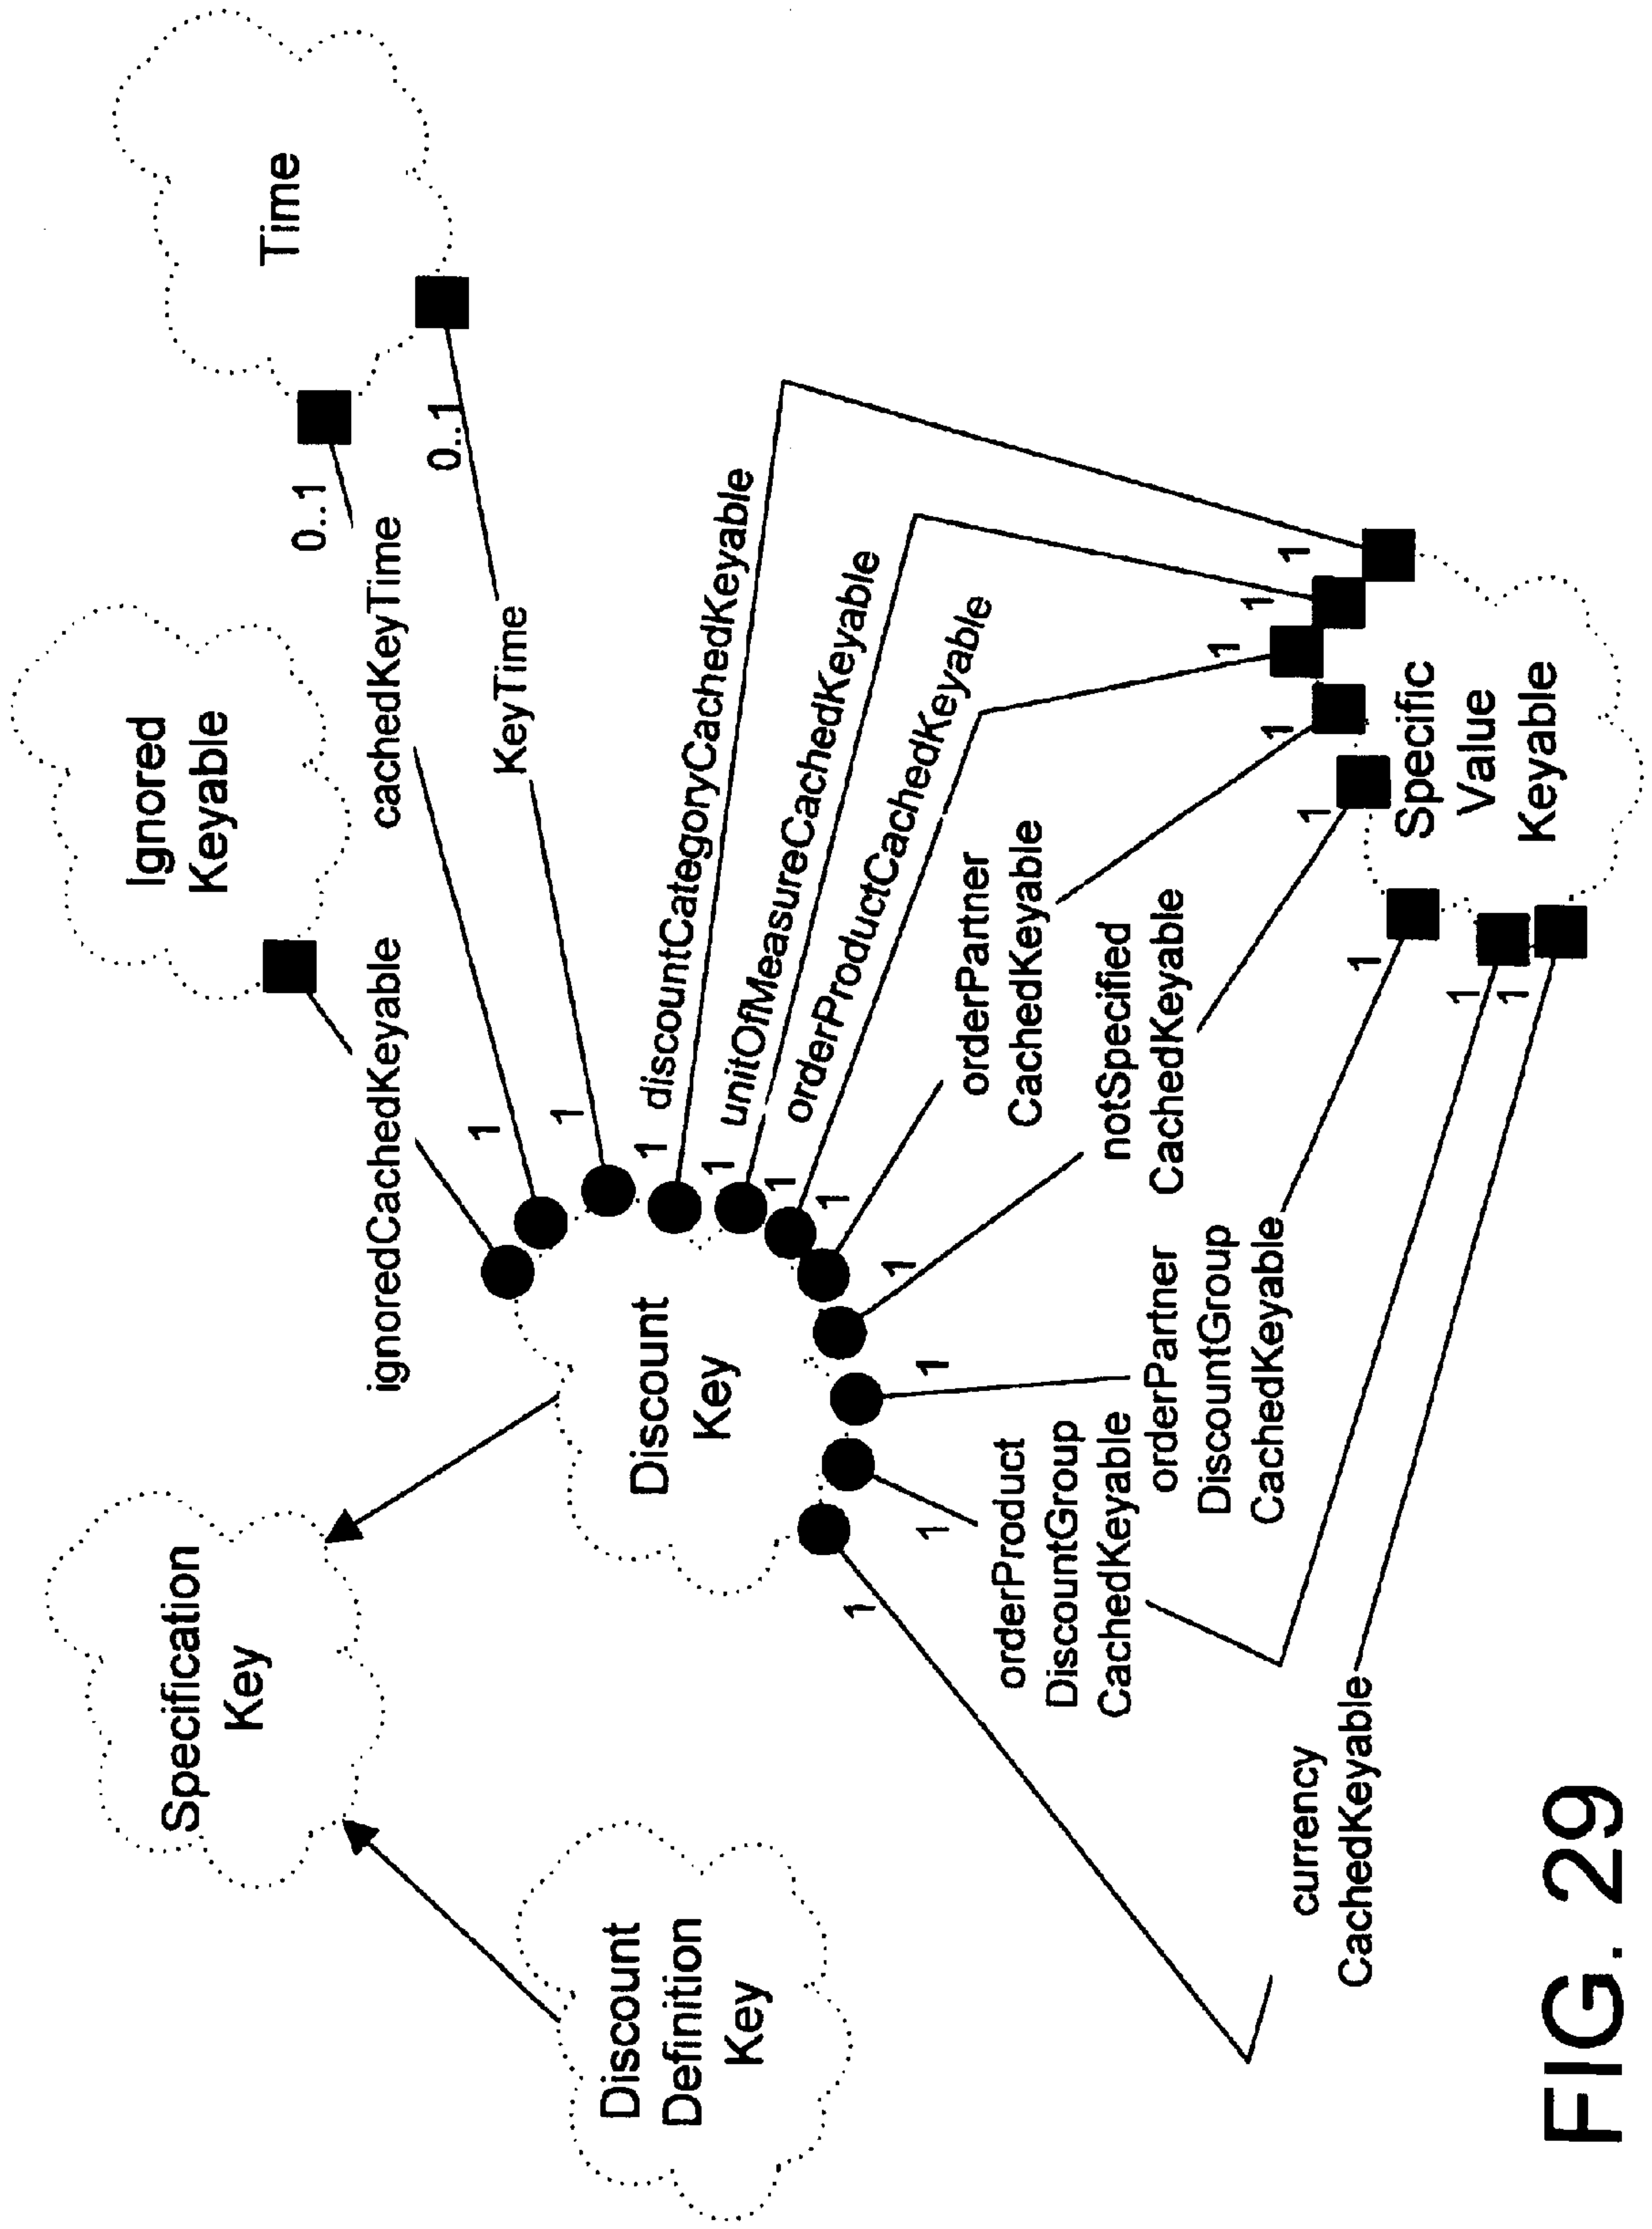 Specification
Key
Ignored
Keyable
Time
Discount
Definition
Key
Discount
Key
ignoredCachedKeyable
cachedKeyTime
0..1
1
KeyTime
0..1
1
discountCategoryCachedKeyable
1
1
unitOfMeasureCachedKeyable
1
1
orderProductCachedKeyable
1
1
orderPartner
CachedKeyable
1
1
notSpecified
CachedKeyable
1
1
orderPartner
DiscountGroup
CachedKeyable
1
1
orderProduct
DiscountGroup
CachedKeyable
1
1
currency
CachedKeyable
1
1
Specific
Value
Keyable
FIG. 29